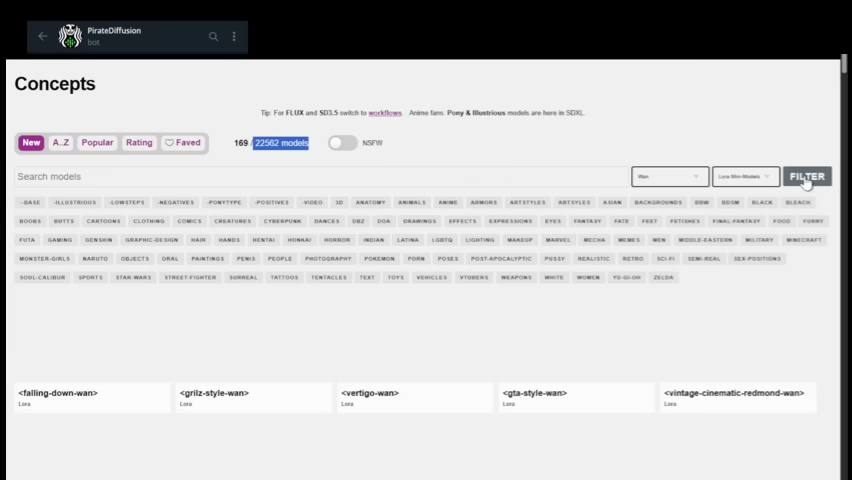 PirateDiffusion
bot
Concepts
Tip: For FLUX and SD3.5 switch to workflows. Anime fans: Pony & Illustrious models are here in SDXL.
New A..Z Popular Rating Faved 169 / 22562 models NSFW
Search models Wan Lora Mini-Models FILTER
-BASE -ILLUSTRIOUS -LOWSTEPS -NEGATIVES -PONYTYPE -POSITIVES -VIDEO 3D ANATOMY ANIMALS ANIME ARMORS ARTSTYLES ARTSYLES ASIAN BACKGROUNDS BBW BDSM BLACK BLEACH
BOOBS BUTTS CARTOONS CLOTHING COMICS CREATURES CYBERPUNK DANCES DBZ DOA DRAWINGS EFFECTS EXPRESSIONS EYES FANTASY FATE FEET FETISHES FINAL-FANTASY FOOD FURRY
FUTA GAMING GENSHIN GRAPHIC-DESIGN HAIR HANDS HENTAI HONKAI HORROR INDIAN LATINA LGBTQ LIGHTING MAKEUP MARVEL MECHA MEMES MEN MIDDLE-EASTERN MILITARY MINECRAFT
MONSTER-GIRLS NARUTO OBJECTS ORAL PAINTINGS PENIS PEOPLE PHOTOGRAPHY POKEMON PORN POSES POST-APOCALYPTIC PUSSY REALISTIC RETRO SCI-FI SEMI-REAL SEX-POSITIONS
SOUL-CALIBUR SPORTS STAR-WARS STREET-FIGHTER SURREAL TATTOOS TENTACLES TEXT TOYS VEHICLES VTUBERS WEAPONS WHITE WOMEN YU-GI-OH ZELDA
<falling-down-wan> <grilz-style-wan> <vertigo-wan> <gta-style-wan> <vintage-cinematic-redmond-wan>
Lora Lora Lora Lora Lora